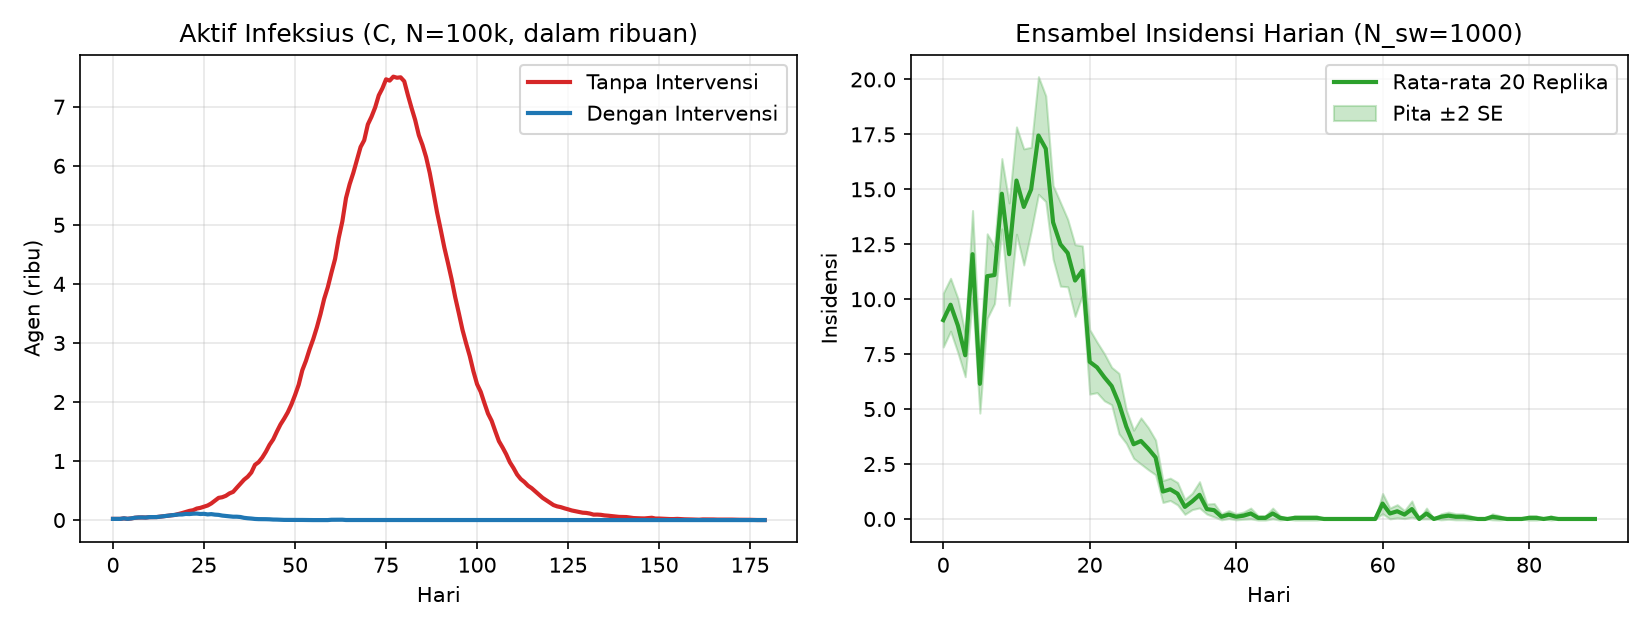 Aktif Infeksius (C, N=100k, dalam ribuan)
Tanpa Intervensi
Dengan Intervensi
Agen (ribu)
7
6
5
4
3
2
1
0
0 25 50 75 100 125 150 175
Hari
Ensambel Insidensi Harian (N_sw=1000)
Rata-rata 20 Replika
Pita ±2 SE
Insidensi
20.0
17.5
15.0
12.5
10.0
7.5
5.0
2.5
0.0
0 20 40 60 80
Hari